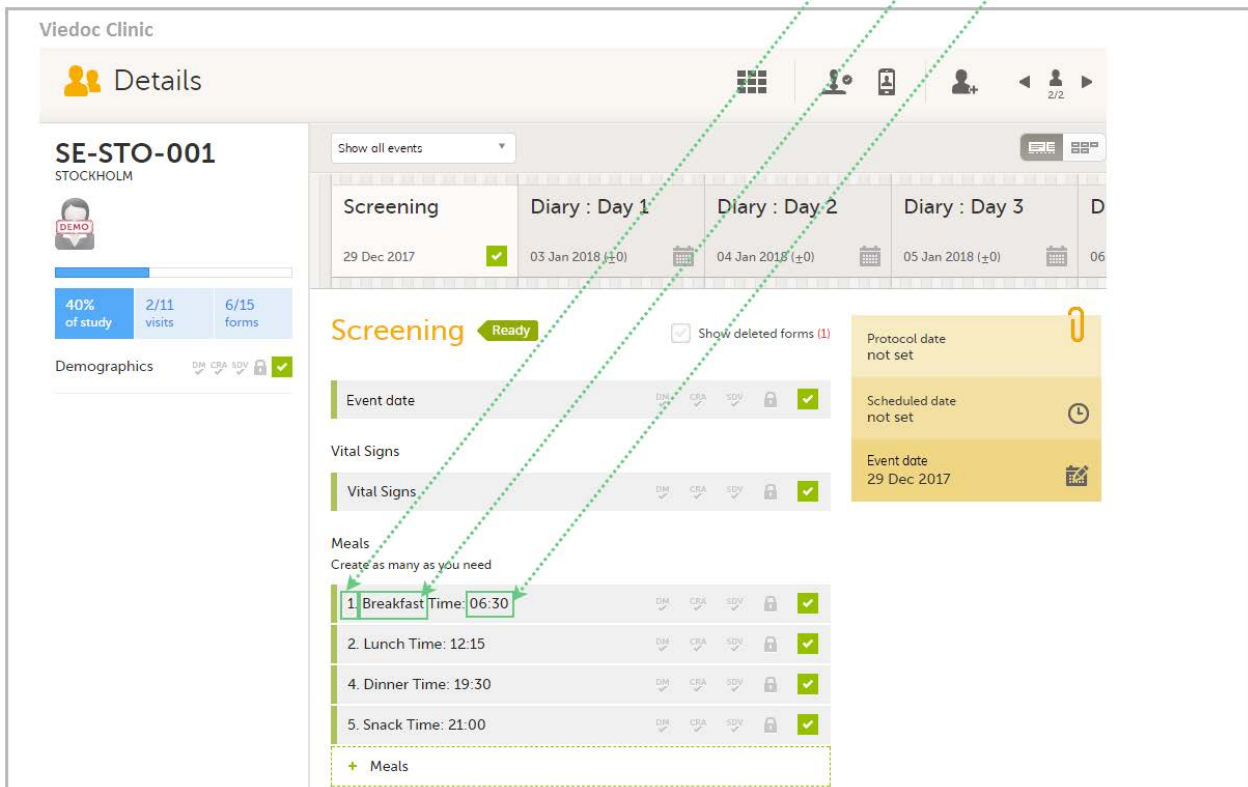 Viedoc Clinic
Details
2/2
SE-STO-001
STOCKHOLM
DEMO
40% of study
2/11 visits
6/15 forms
Demographics DM CRA SDV
Show all events
Screening
29 Dec 2017
Diary : Day 1
03 Jan 2018 (±0)
Diary : Day 2
04 Jan 2018 (±0)
Diary : Day 3
05 Jan 2018 (±0)
D
06
Screening Ready
Show deleted forms (1)
Event date DM CRA SDV
Vital Signs
Vital Signs DM CRA SDV
Meals
Create as many as you need
1. Breakfast Time: 06:30 DM CRA SDV
2. Lunch Time: 12:15 DM CRA SDV
4. Dinner Time: 19:30 DM CRA SDV
5. Snack Time: 21:00 DM CRA SDV
+ Meals
Protocol date
not set
Scheduled date
not set
Event date
29 Dec 2017